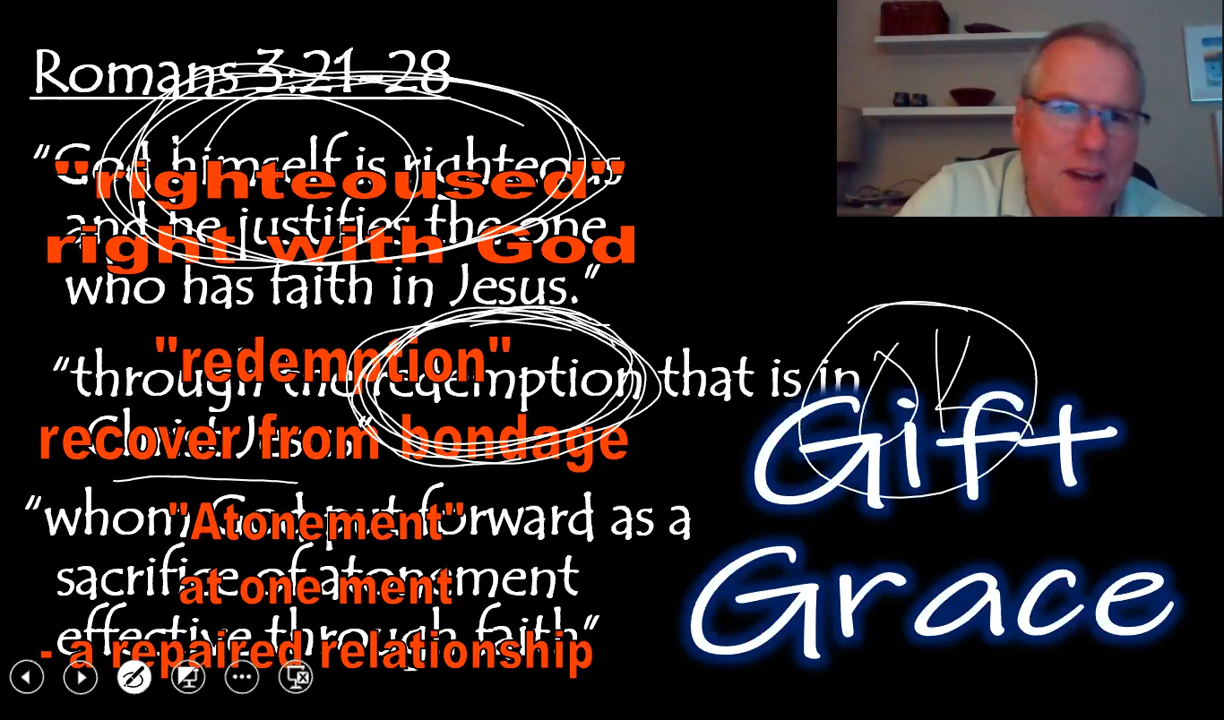 Romans 3:21-28
“God himself is righteous
"righteoused"
and he justifies the one
right with God
who has faith in Jesus.”
"redemption"
“through the redemption that is in
Christ Jesus“
recover from bondage
Gift
“whom God put forward as a
"Atonement"
sacrifice of atonement
at one ment
effective through faith”
- a repaired relationship
Grace